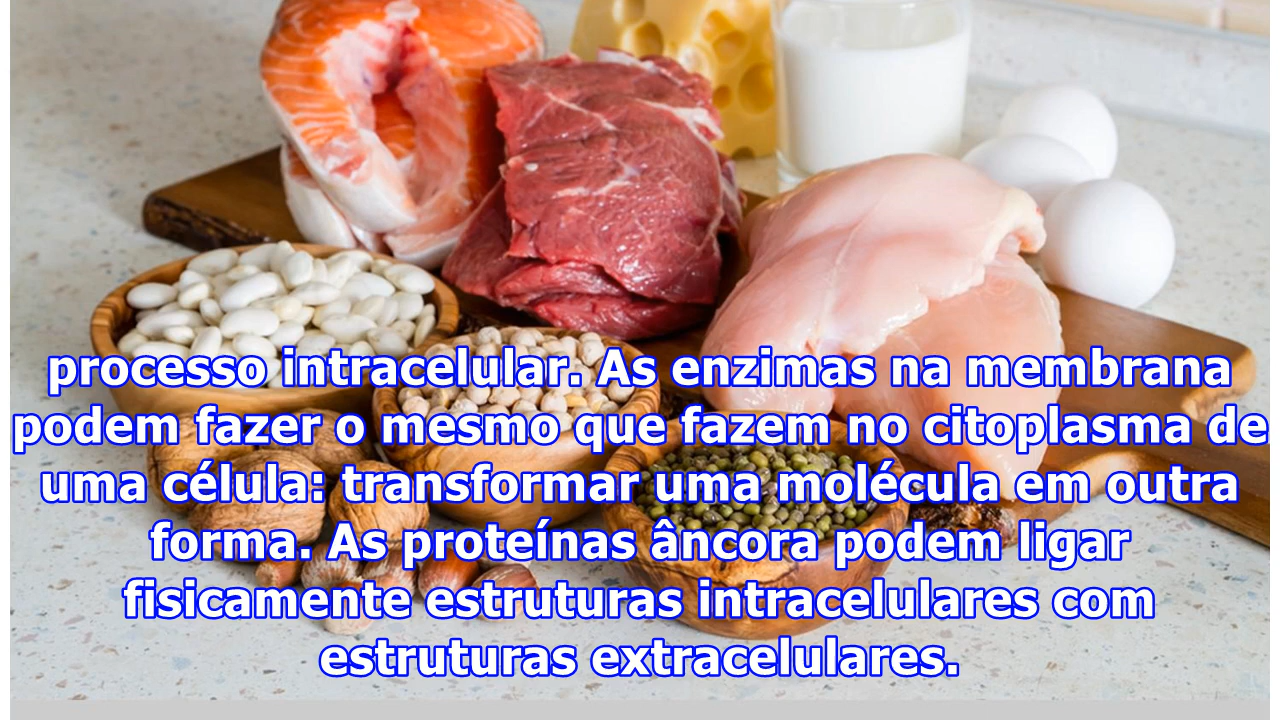 processo intracelular. As enzimas na membrana
podem fazer o mesmo que fazem no citoplasma de
uma célula: transformar uma molécula em outra
forma. As proteínas âncora podem ligar
fisicamente estruturas intracelulares com
estruturas extracelulares.